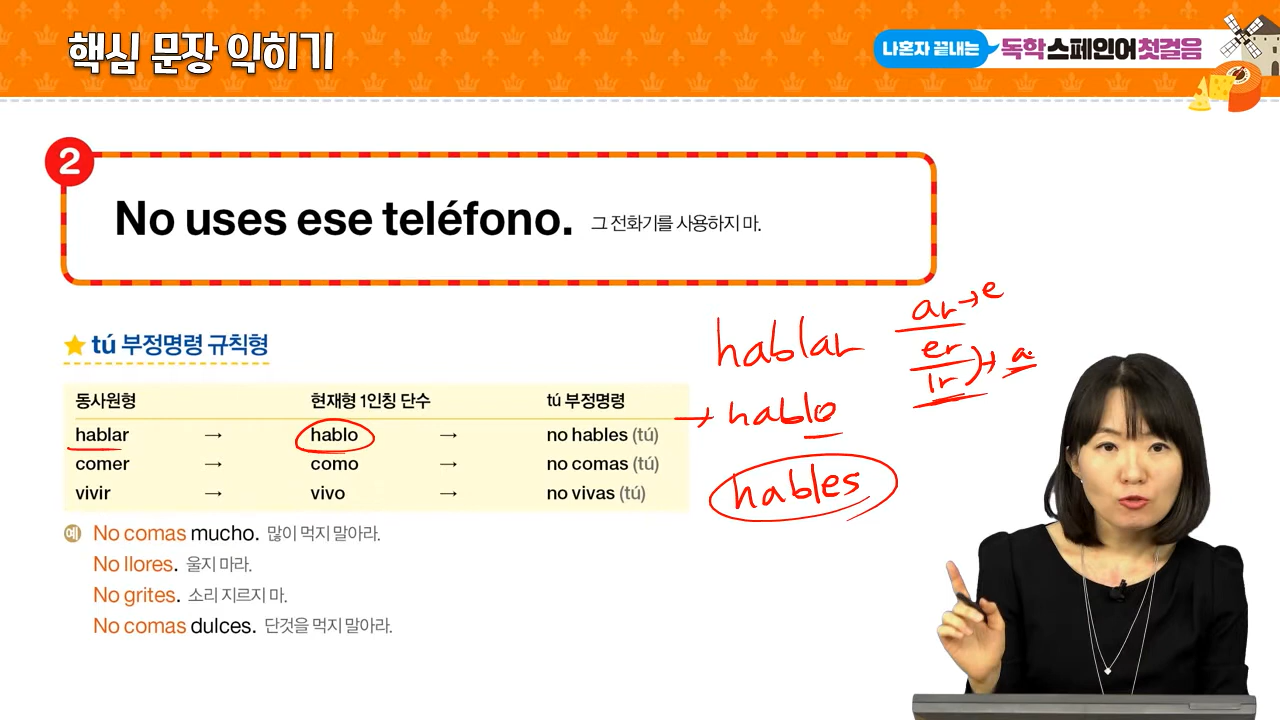 핵심 문장 익히기
나혼자 끝내는 독학 스페인어 첫걸음
2
No uses ese teléfono. 그 전화기를 사용하지 마.
tú 부정명령 규칙형
동사원형 현재형 1인칭 단수 tú 부정명령
hablar → hablo → no hables (tú)
comer → como → no comas (tú)
vivir → vivo → no vivas (tú)
예 No comas mucho. 많이 먹지 말아라.
No llores. 울지 마라.
No grites. 소리 지르지 마.
No comas dulces. 단것을 먹지 말아라.
hablar
→ hablo
hables
ar → e
er
ir → a